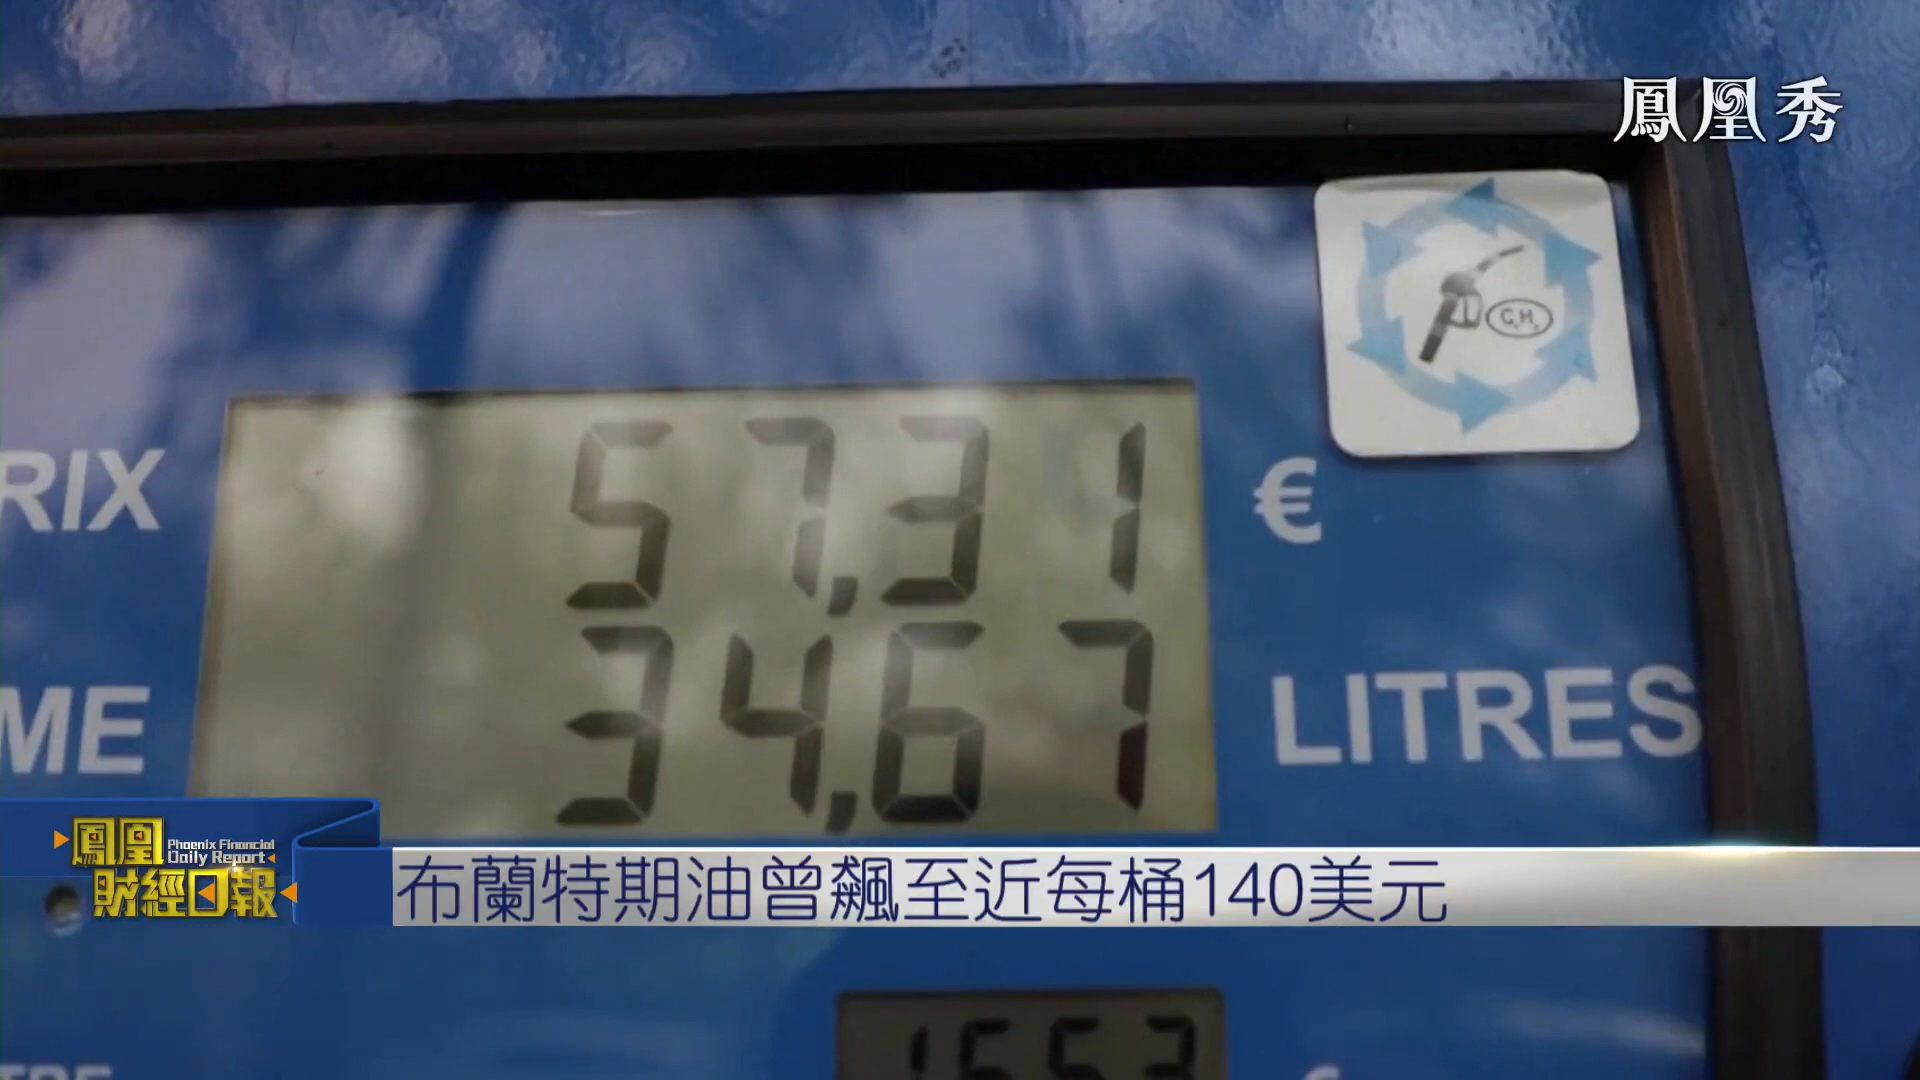 鳳凰秀
RIX 57,31 €
ME 34,67 LITRES
鳳凰 Phoenix Financial
Daily Report
財經日報
布蘭特期油曾飆至近每桶140美元